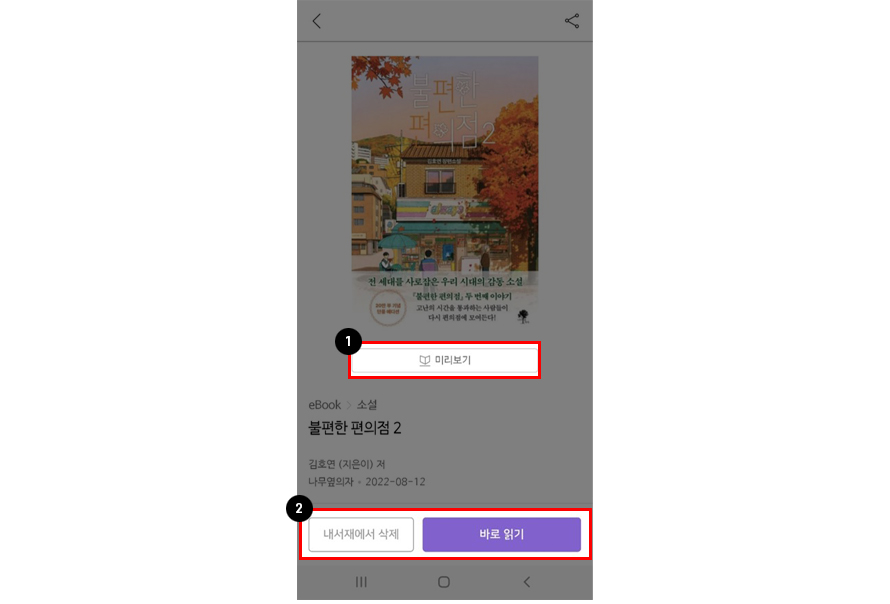 불편한
편의점2
김호연 장편소설
전 세대를 사로잡은 우리 시대의 감동 소설
『불편한 편의점』 두 번째 이야기
고난의 시간을 통과하는 사람들이
다시 편의점에 모여든다!
1
미리보기
eBook > 소설
불편한 편의점 2
김호연 (지은이) 저
나무옆의자 - 2022-08-12
2
내서재에서 삭제
바로 읽기